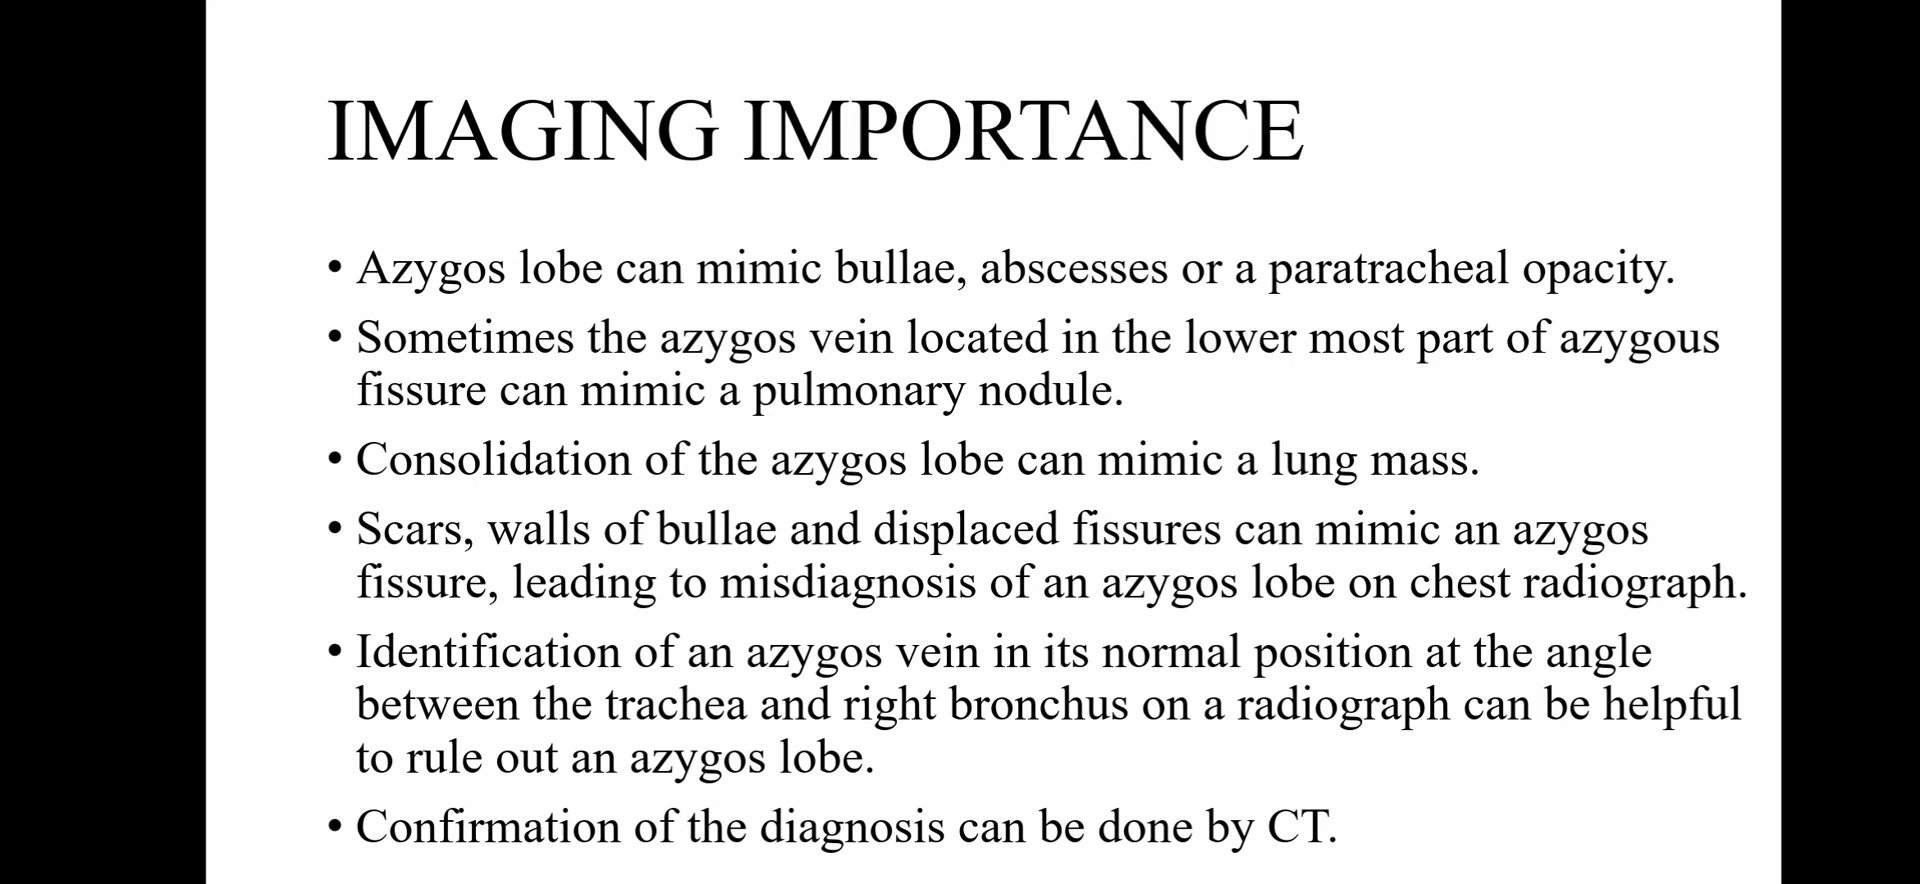 IMAGING IMPORTANCE
• Azygos lobe can mimic bullae, abscesses or a paratracheal opacity.
• Sometimes the azygos vein located in the lower most part of azygous
fissure can mimic a pulmonary nodule.
• Consolidation of the azygos lobe can mimic a lung mass.
• Scars, walls of bullae and displaced fissures can mimic an azygos
fissure, leading to misdiagnosis of an azygos lobe on chest radiograph.
• Identification of an azygos vein in its normal position at the angle
between the trachea and right bronchus on a radiograph can be helpful
to rule out an azygos lobe.
• Confirmation of the diagnosis can be done by CT.